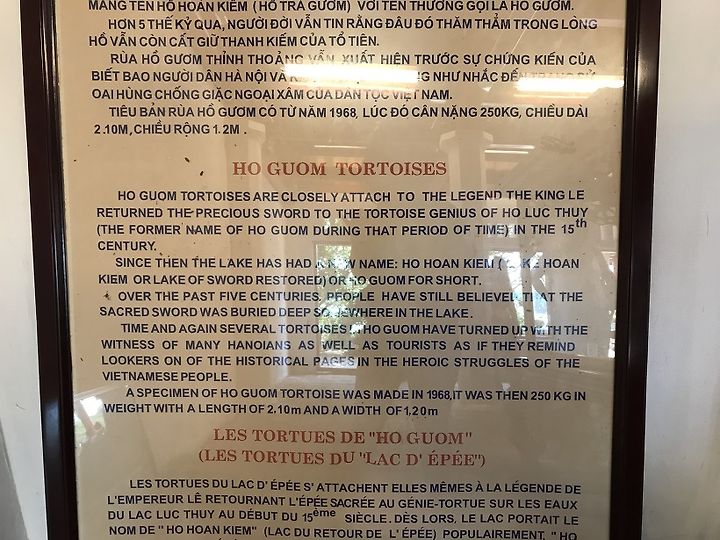 MANG TÊN HỒ HOÀN KIẾM (HỒ TRẢ GƯƠM) VỚI TÊN THƯỜNG GỌI LÀ HỒ GƯƠM.
HƠN 5 THẾ KỶ QUA, NGƯỜI ĐỜI VẪN TIN RẰNG ĐÂU ĐÓ THĂM THẲM TRONG LÒNG
HỒ VẪN CÒN CẤT GIỮ THANH KIẾM CỦA TỔ TIÊN.
RÙA HỒ GƯƠM THỈNH THOẢNG VẪN XUẤT HIỆN TRƯỚC SỰ CHỨNG KIẾN CỦA
BIẾT BAO NGƯỜI DÂN HÀ NỘI VÀ NHƯ NHẮC ĐẾN
OAI HÙNG CHỐNG GIẶC NGOẠI XÂM CỦA DÂN TỘC VIỆT NAM.
TIÊU BẢN RÙA HỒ GƯƠM CÓ TỪ NĂM 1968, LÚC ĐÓ CÂN NẶNG 250KG, CHIỀU DÀI
2.10M,CHIỀU RỘNG 1.2M .
HO GUOM TORTOISES
HO GUOM TORTOISES ARE CLOSELY ATTACH TO THE LEGEND THE KING LE
RETURNED THE PRECIOUS SWORD TO THE TORTOISE GENIUS OF HO LUC THUY
(THE FORMER NAME OF HO GUOM DURING THAT PERIOD OF TIME) IN THE 15th
CENTURY.
SINCE THEN THE LAKE HAS HAD A NEW NAME: HO HOAN KIEM ( LAKE HOAN
KIEM OR LAKE OF SWORD RESTORED) OR HO GUOM FOR SHORT.
OVER THE PAST FIVE CENTURIES. PEOPLE HAVE STILL BELIEVED THAT THE
SACRED SWORD WAS BURIED DEEP SOMEWHERE IN THE LAKE.
TIME AND AGAIN SEVERAL TORTOISES HO GUOM HAVE TURNED UP WITH THE
WITNESS OF MANY HANOIANS AS WELL AS TOURISTS AS IF THEY REMIND
LOOKERS ON OF THE HISTORICAL PAGES IN THE HEROIC STRUGGLES OF THE
VIETNAMESE PEOPLE.
A SPECIMEN OF HO GUOM TORTOISE WAS MADE IN 1968,IT WAS THEN 250 KG IN
WEIGHT WITH A LENGTH OF 2.10m AND A WIDTH OF 1,20m
LES TORTUES DE "HO GUOM"
(LES TORTUES DU "LAC D' ÉPÉE")
LES TORTUES DU LAC D' ÉPÉE S' ATTACHENT ELLES MÊMES À LA LÉGENDE DE
L'EMPEREUR LÊ RETOURNANT L'ÉPÉE SACRÉE AU GÉNIE-TORTUE SUR LES EAUX
DU LAC LUC THUY AU DÉBUT DU 15ème SIÈCLE. DÈS LORS, LE LAC PORTAIT LE
NOM DE " HO HOAN KIEM" (LAC DU RETOUR DE L' ÉPÉE) POPULAIREMENT, " HO